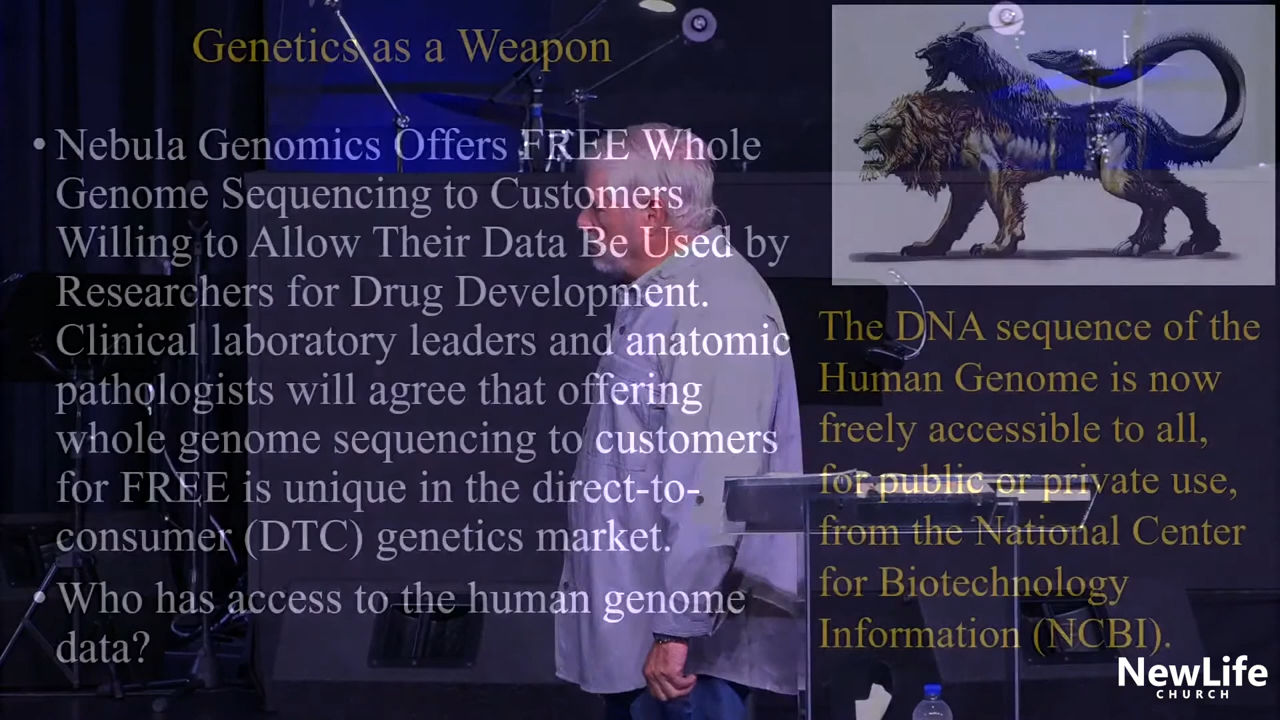 Genetics as a Weapon
• Nebula Genomics Offers FREE Whole
Genome Sequencing to Customers
Willing to Allow Their Data Be Used by
Researchers for Drug Development.
Clinical laboratory leaders and anatomic
pathologists will agree that offering
whole genome sequencing to customers
for FREE is unique in the direct-to-
consumer (DTC) genetics market.
• Who has access to the human genome
data?
The DNA sequence of the
Human Genome is now
freely accessible to all,
for public or private use,
from the National Center
for Biotechnology
Information (NCBI).
NewLife
CHURCH